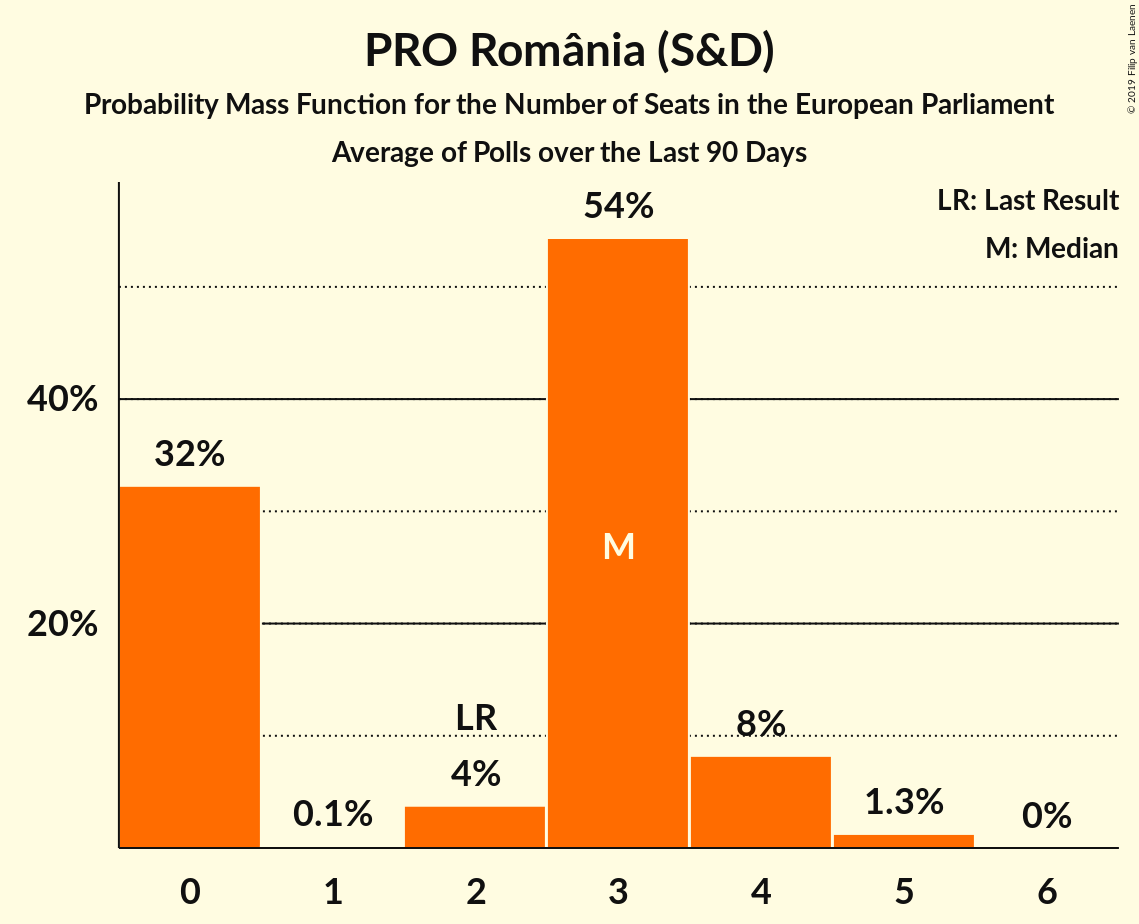 PRO România (S&D)
Probability Mass Function for the Number of Seats in the European Parliament
Average of Polls over the Last 90 Days
© 2019 Filip van Laenen
LR: Last Result
M: Median
54%
40%
32%
M
20%
LR
8%
4%
1.3%
0.1%
0%
0 1 2 3 4 5 6